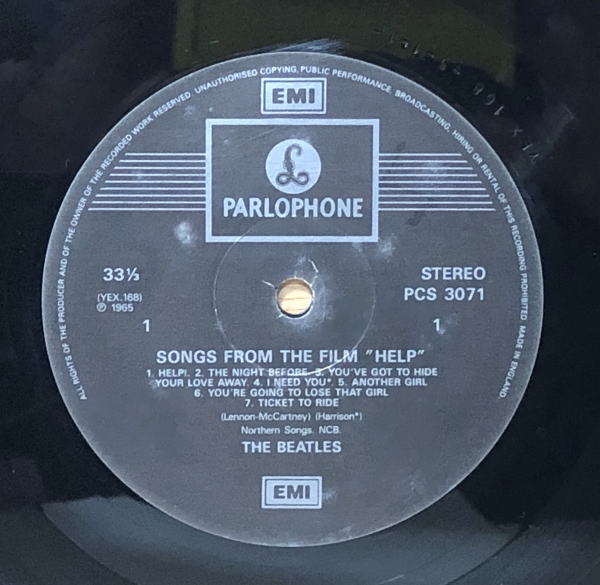 ALL RIGHTS OF THE PRODUCER AND OF THE OWNER OF THE RECORDED WORK RESERVED. UNAUTHORISED COPYING, PUBLIC PERFORMANCE, BROADCASTING, HIRING OR RENTAL OF THIS RECORDING PROHIBITED MADE IN ENGLAND
EMI
£
PARLOPHONE
33⅓ STEREO
(YEX.168) PCS 3071
℗ 1965
1 1
SONGS FROM THE FILM "HELP"
1. HELP!. 2. THE NIGHT BEFORE. 3. YOU'VE GOT TO HIDE
YOUR LOVE AWAY. 4. I NEED YOU*. 5. ANOTHER GIRL
6. YOU'RE GOING TO LOSE THAT GIRL
7. TICKET TO RIDE
(Lennon-McCartney) (Harrison*)
Northern Songs. NCB.
THE BEATLES
EMI